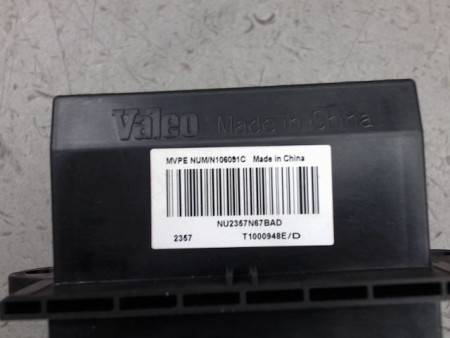 Valeo Made in China
MVPE NUM/N106091C Made in China
NU2357N67BAD
2357 T1000948E/D